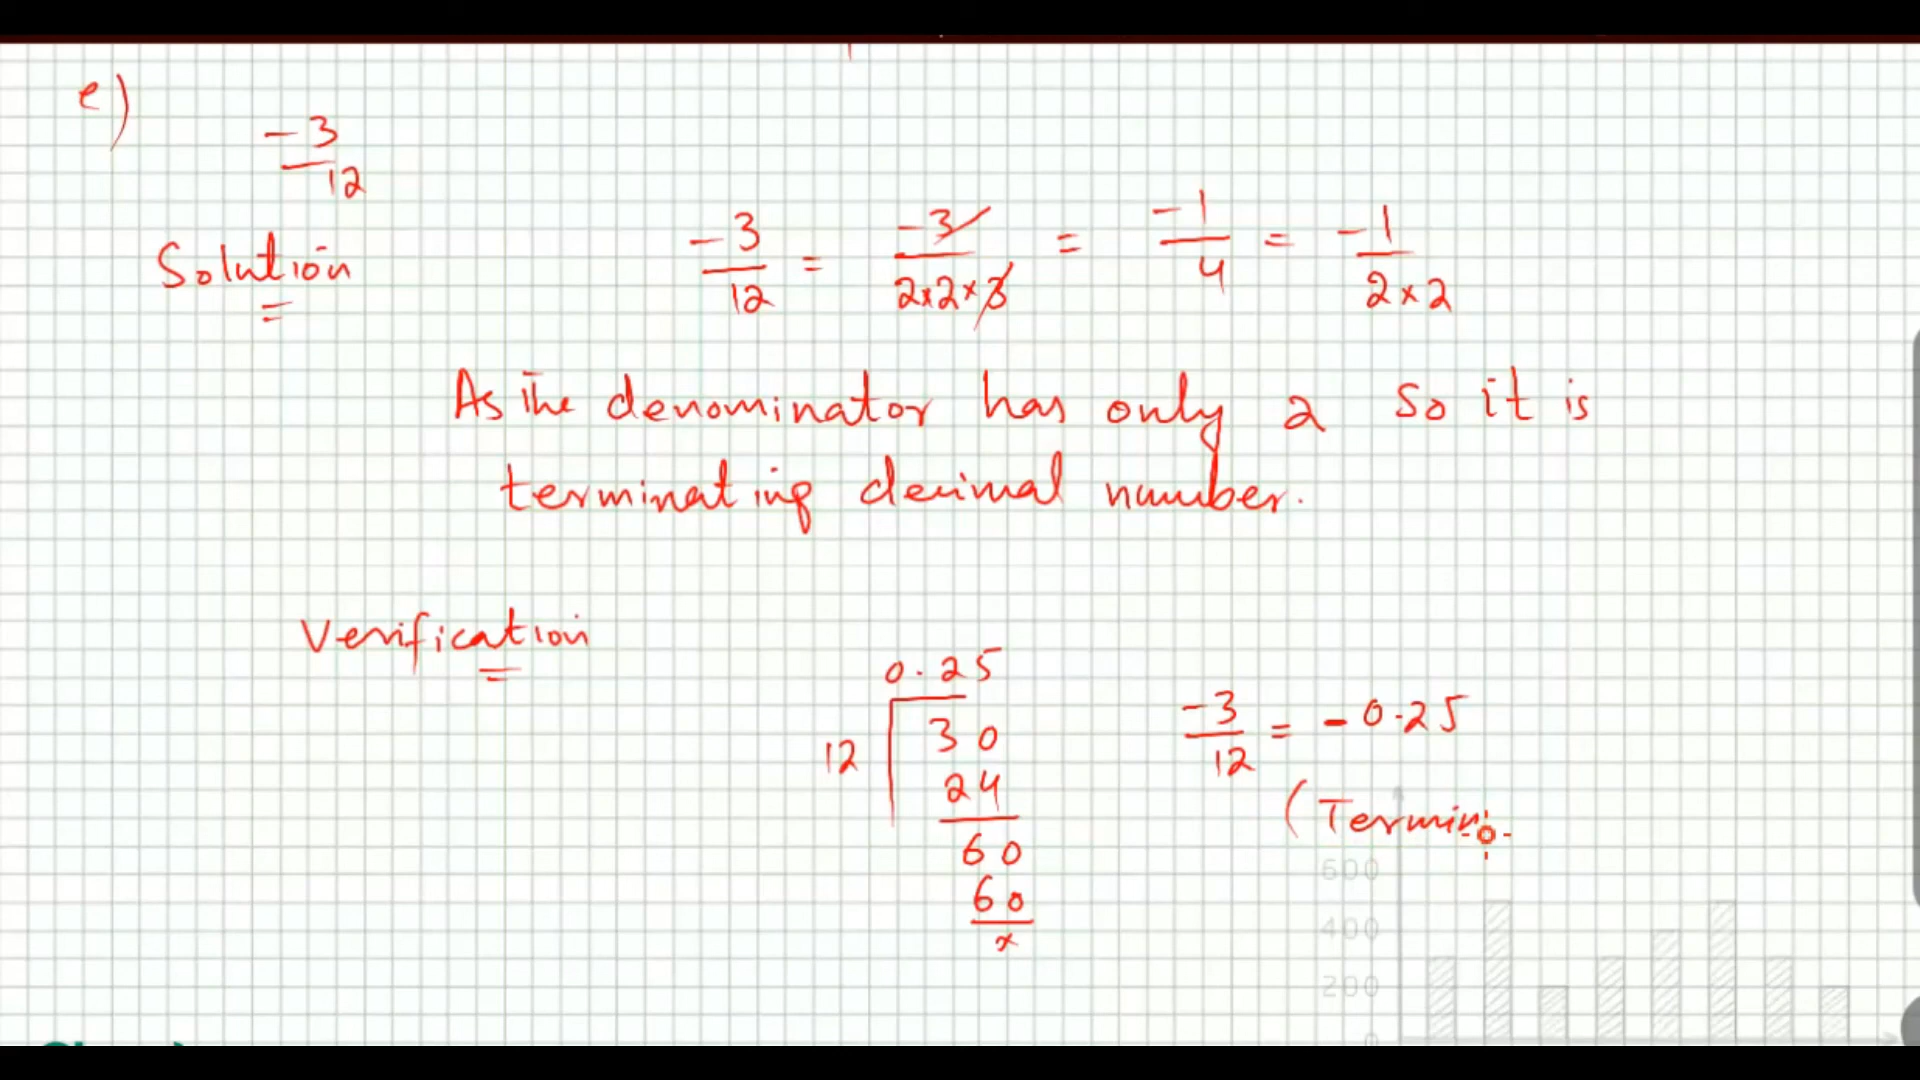 e)
-3/12
Solution
-3/12 = -3/2×2×3 = -1/4 = -1/2×2
As the denominator has only 2 so it is
terminating decimal number.
Verification
0.25
12 30
24
60
60
×
-3/12 = -0.25
(Termin
600
400
200
0